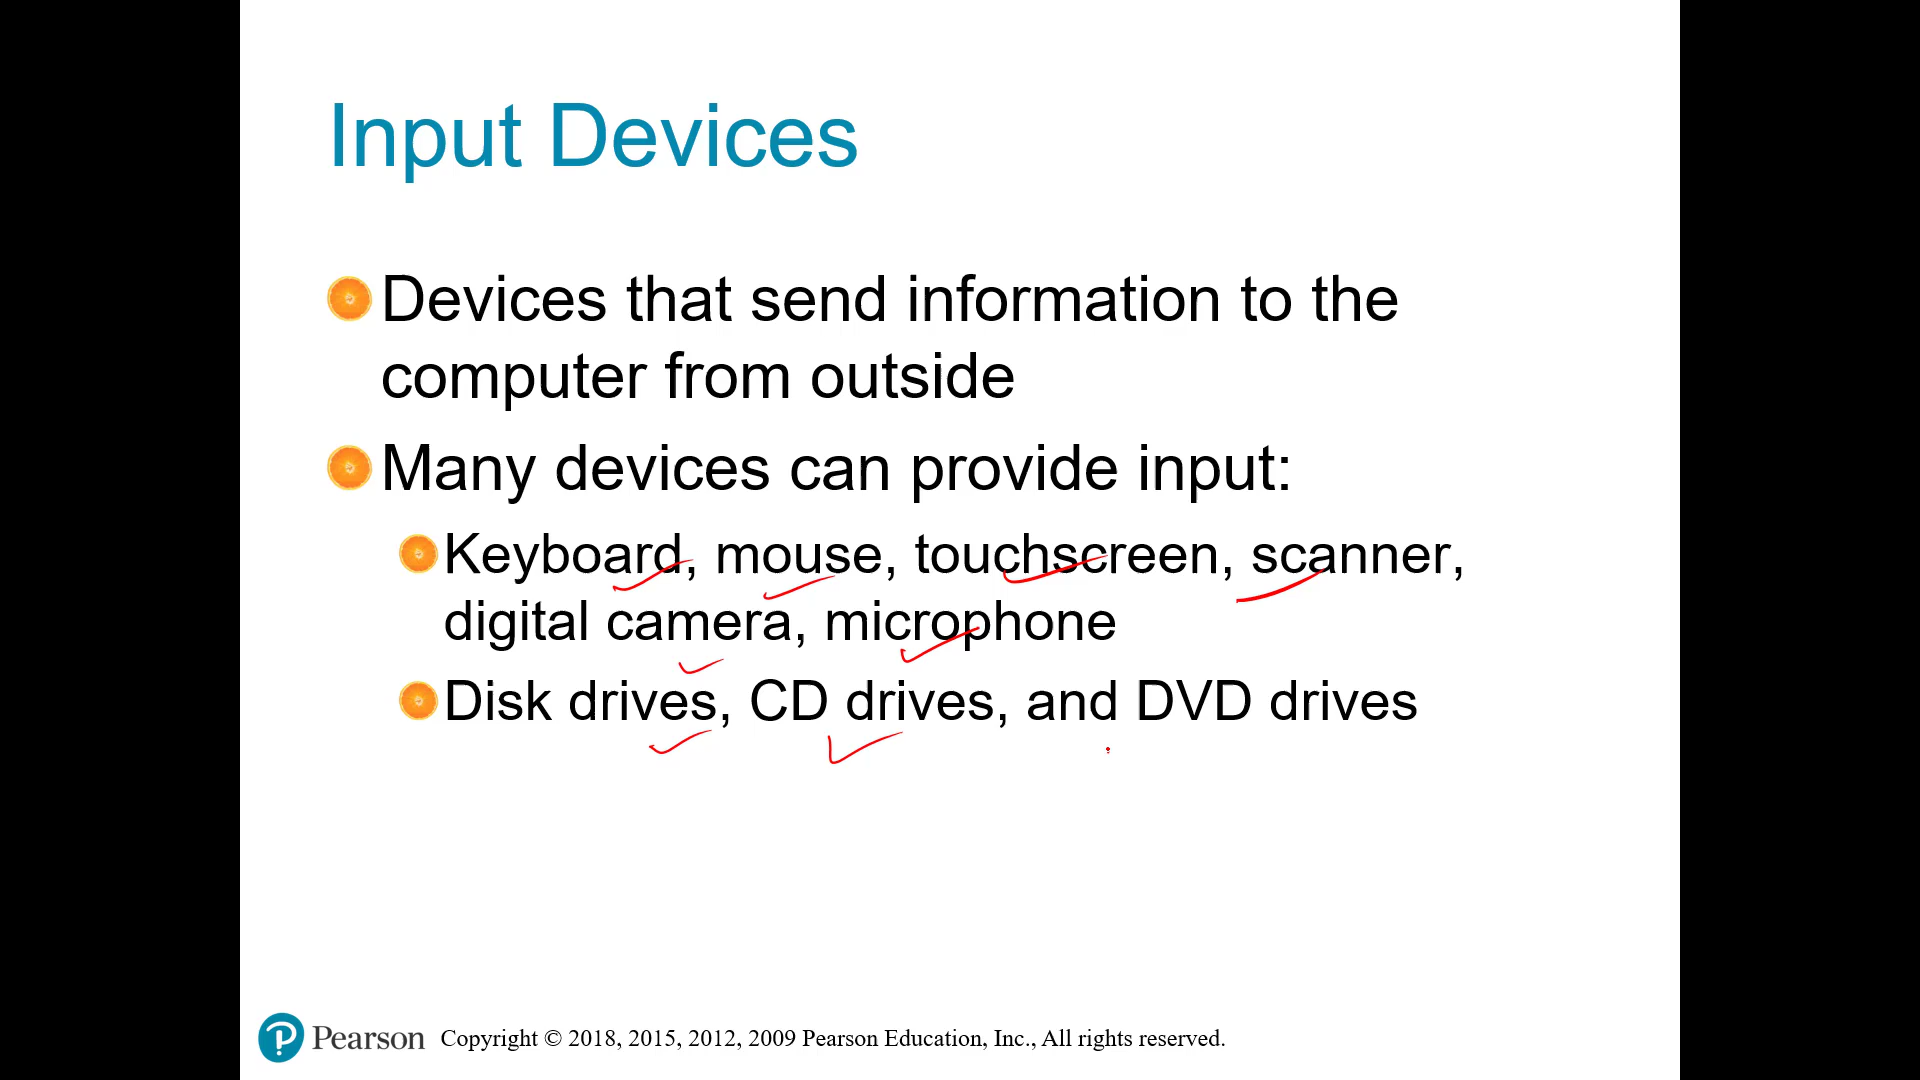 Input Devices
Devices that send information to the
computer from outside
Many devices can provide input:
Keyboard, mouse, touchscreen, scanner,
digital camera, microphone
Disk drives, CD drives, and DVD drives
Pearson Copyright © 2018, 2015, 2012, 2009 Pearson Education, Inc., All rights reserved.